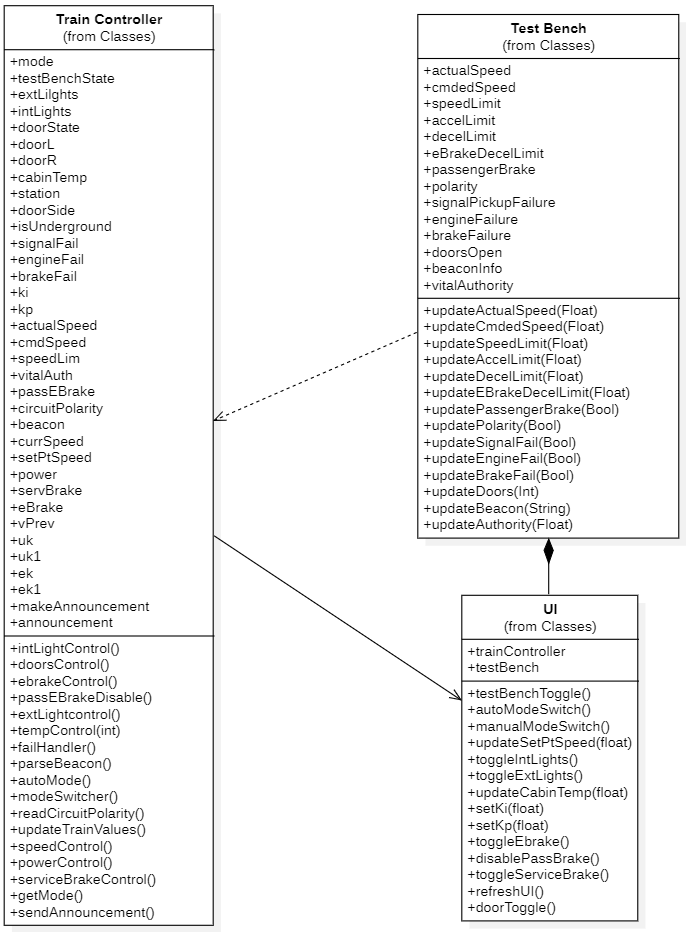 Train Controller
(from Classes)
+mode
+testBenchState
+extLilghts
+intLights
+doorState
+doorL
+doorR
+cabinTemp
+station
+doorSide
+isUnderground
+signalFail
+engineFail
+brakeFail
+ki
+kp
+actualSpeed
+cmdSpeed
+speedLim
+vitalAuth
+passEBrake
+circuitPolarity
+beacon
+currSpeed
+setPtSpeed
+power
+servBrake
+eBrake
+vPrev
+uk
+uk1
+ek
+ek1
+makeAnnouncement
+announcement
+intLightControl()
+doorsControl()
+ebrakeControl()
+passEBrakeDisable()
+extLightcontrol()
+tempControl(int)
+failHandler()
+parseBeacon()
+autoMode()
+modeSwitcher()
+readCircuitPolarity()
+updateTrainValues()
+speedControl()
+powerControl()
+serviceBrakeControl()
+getMode()
+sendAnnouncement()
Test Bench
(from Classes)
+actualSpeed
+cmdedSpeed
+speedLimit
+accelLimit
+decelLimit
+eBrakeDecelLimit
+passengerBrake
+polarity
+signalPickupFailure
+engineFailure
+brakeFailure
+doorsOpen
+beaconInfo
+vitalAuthority
+updateActualSpeed(Float)
+updateCmdedSpeed(Float)
+updateSpeedLimit(Float)
+updateAccelLimit(Float)
+updateDecelLimit(Float)
+updateEBrakeDecelLimit(Float)
+updatePassengerBrake(Bool)
+updatePolarity(Bool)
+updateSignalFail(Bool)
+updateEngineFail(Bool)
+updateBrakeFail(Bool)
+updateDoors(Int)
+updateBeacon(String)
+updateAuthority(Float)
UI
(from Classes)
+trainController
+testBench
+testBenchToggle()
+autoModeSwitch()
+manualModeSwitch()
+updateSetPtSpeed(float)
+toggleIntLights()
+toggleExtLights()
+updateCabinTemp(float)
+setKi(float)
+setKp(float)
+toggleEbrake()
+disablePassBrake()
+toggleServiceBrake()
+refreshUI()
+doorToggle()